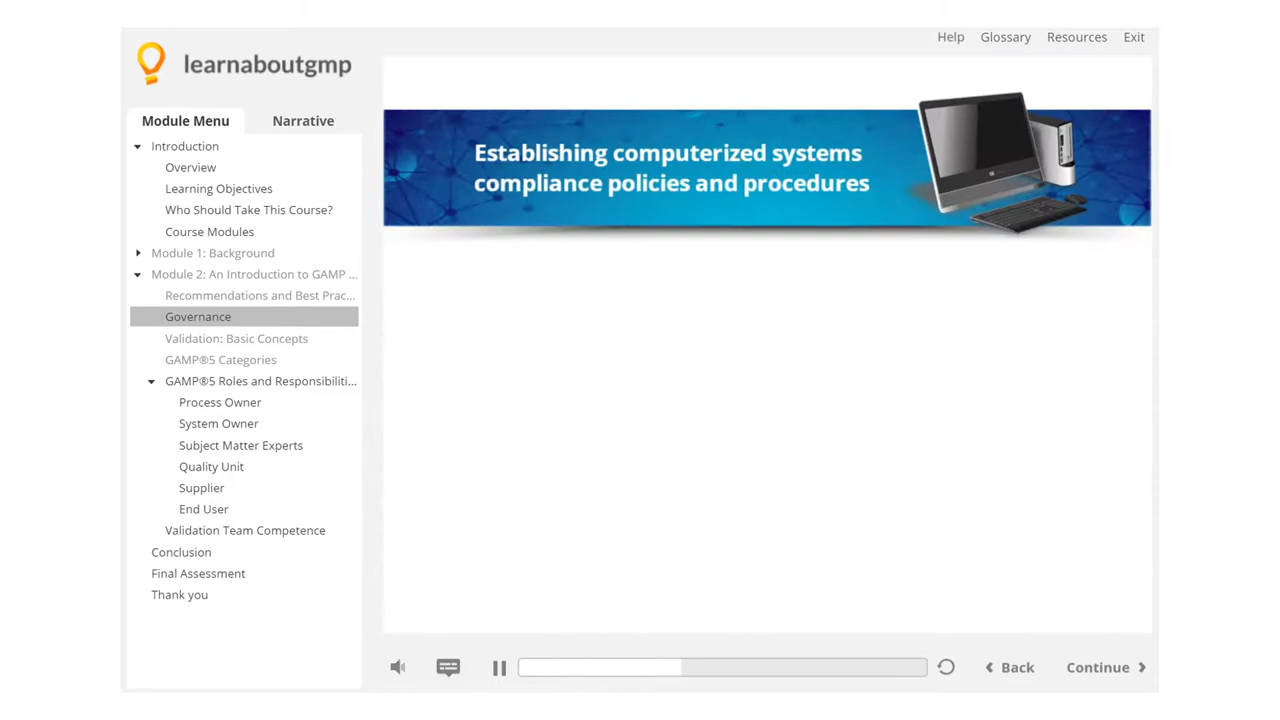 Help Glossary Resources Exit
learnaboutgmp
Module Menu Narrative
Introduction
Overview
Learning Objectives
Who Should Take This Course?
Course Modules
Module 1: Background
Module 2: An Introduction to GAMP ...
Recommendations and Best Prac...
Governance
Validation: Basic Concepts
GAMP®5 Categories
GAMP®5 Roles and Responsibiliti...
Process Owner
System Owner
Subject Matter Experts
Quality Unit
Supplier
End User
Validation Team Competence
Conclusion
Final Assessment
Thank you
Establishing computerized systems
compliance policies and procedures
Back Continue